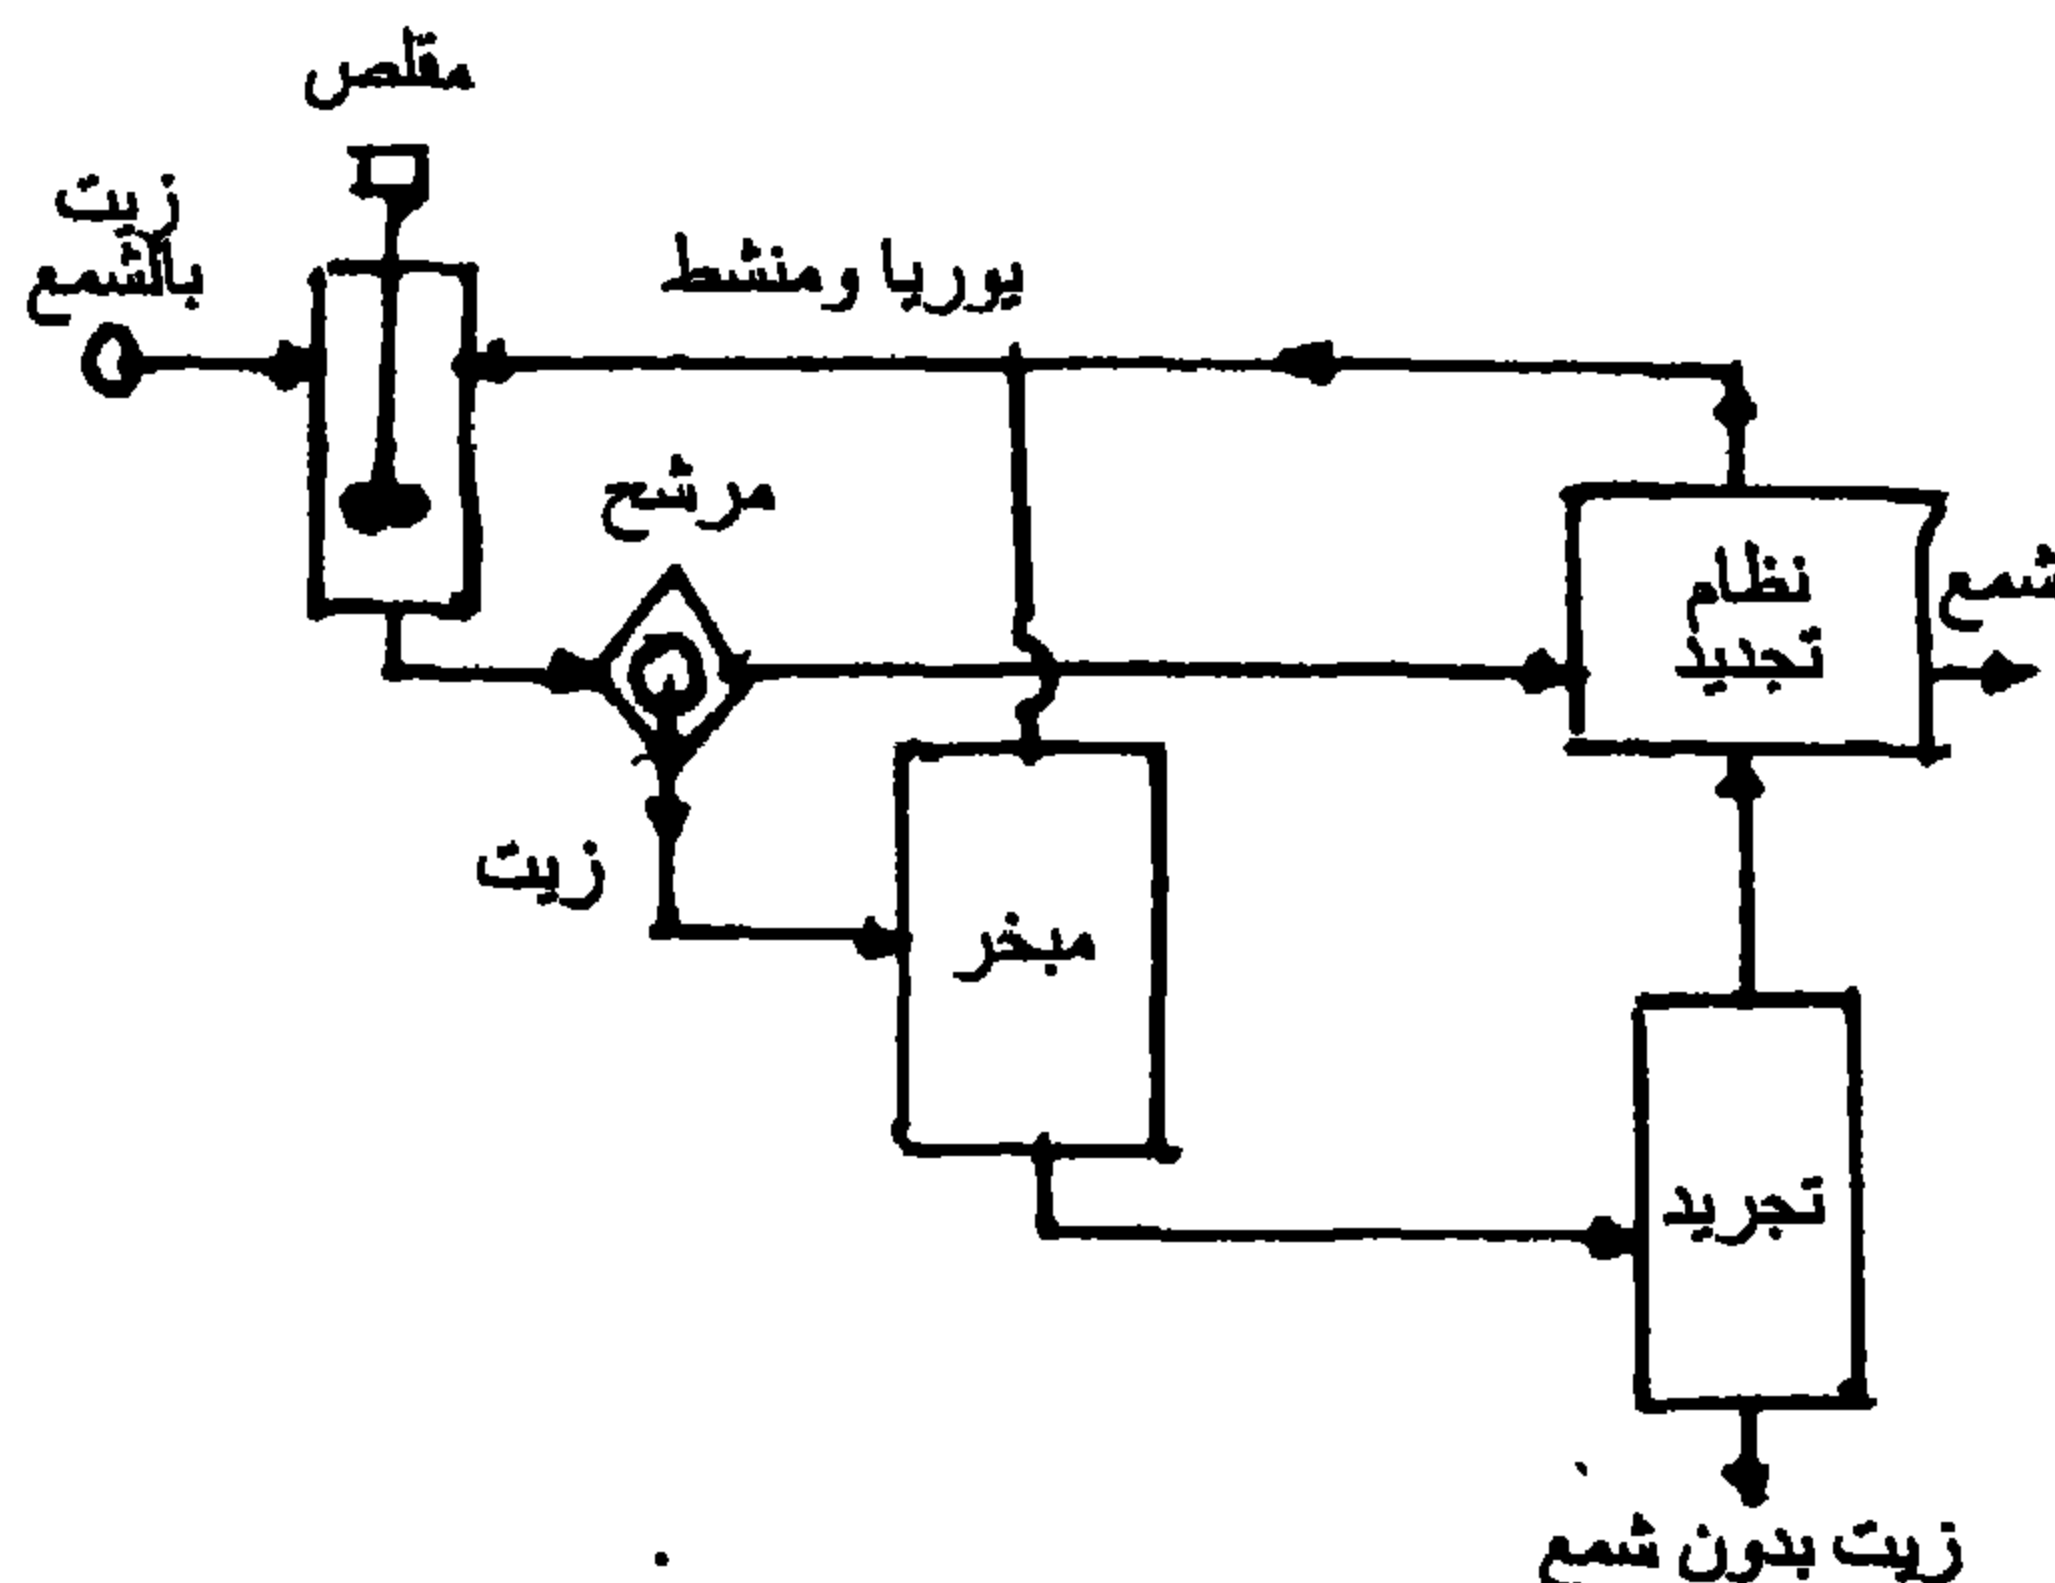 مقلص
زيت
بالشمع
يوريا ومنشط
مرشح
نظام
تجديد
شمع
زيت
مبخر
تجريد
زيت بدون شمع